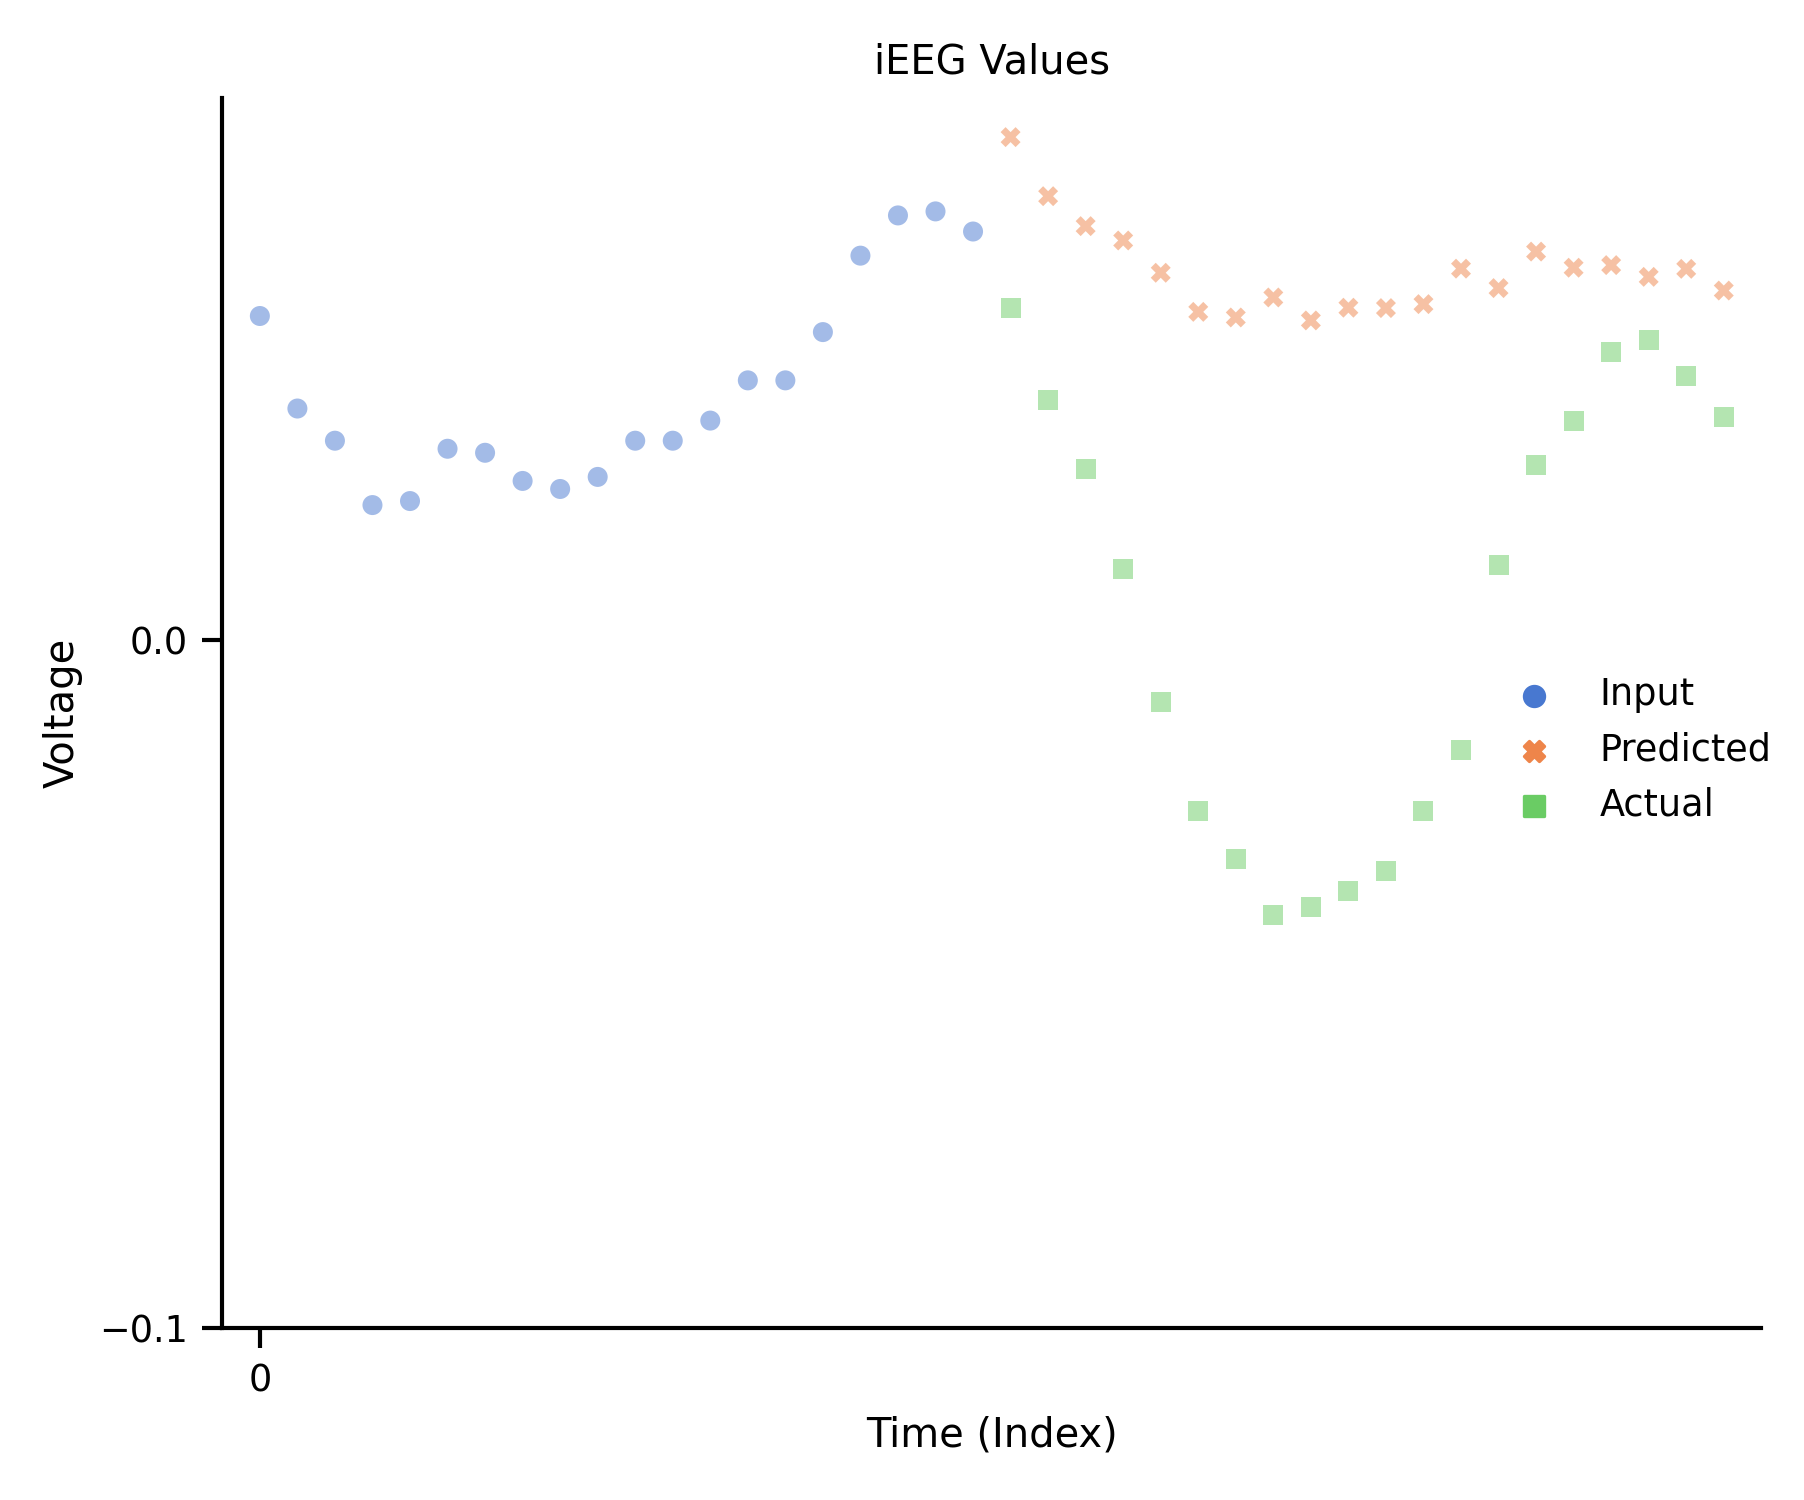 iEEG Values
Voltage
0.0
−0.1
0
Time (Index)
Input
Predicted
Actual